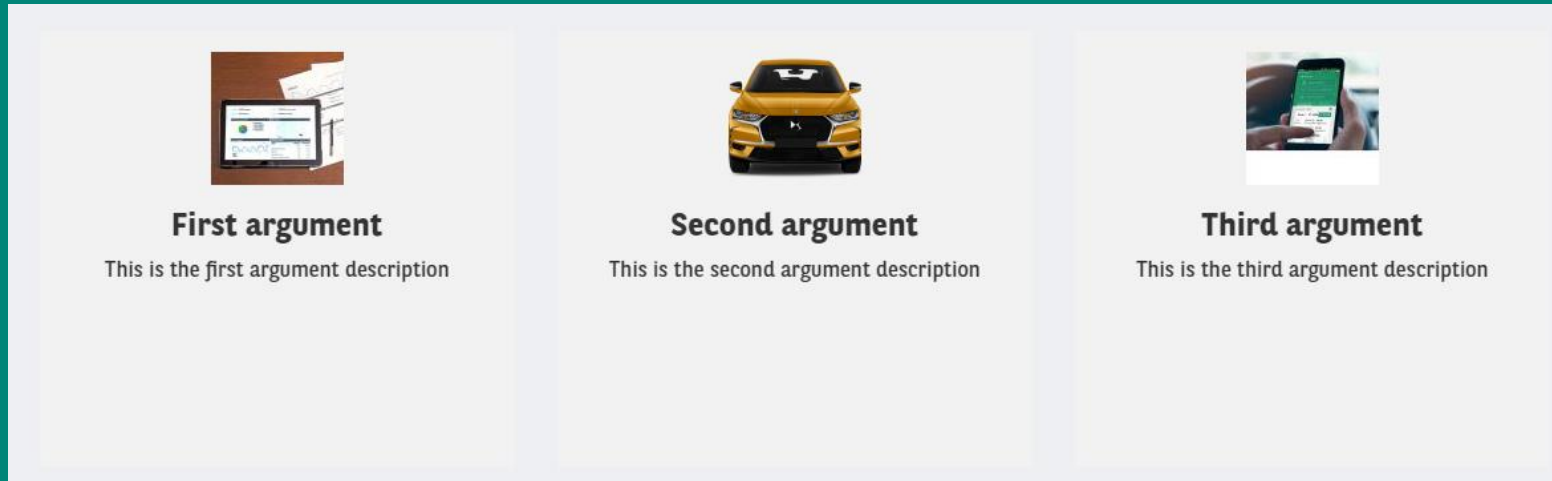 First argument
This is the first argument description
Second argument
This is the second argument description
Third argument
This is the third argument description